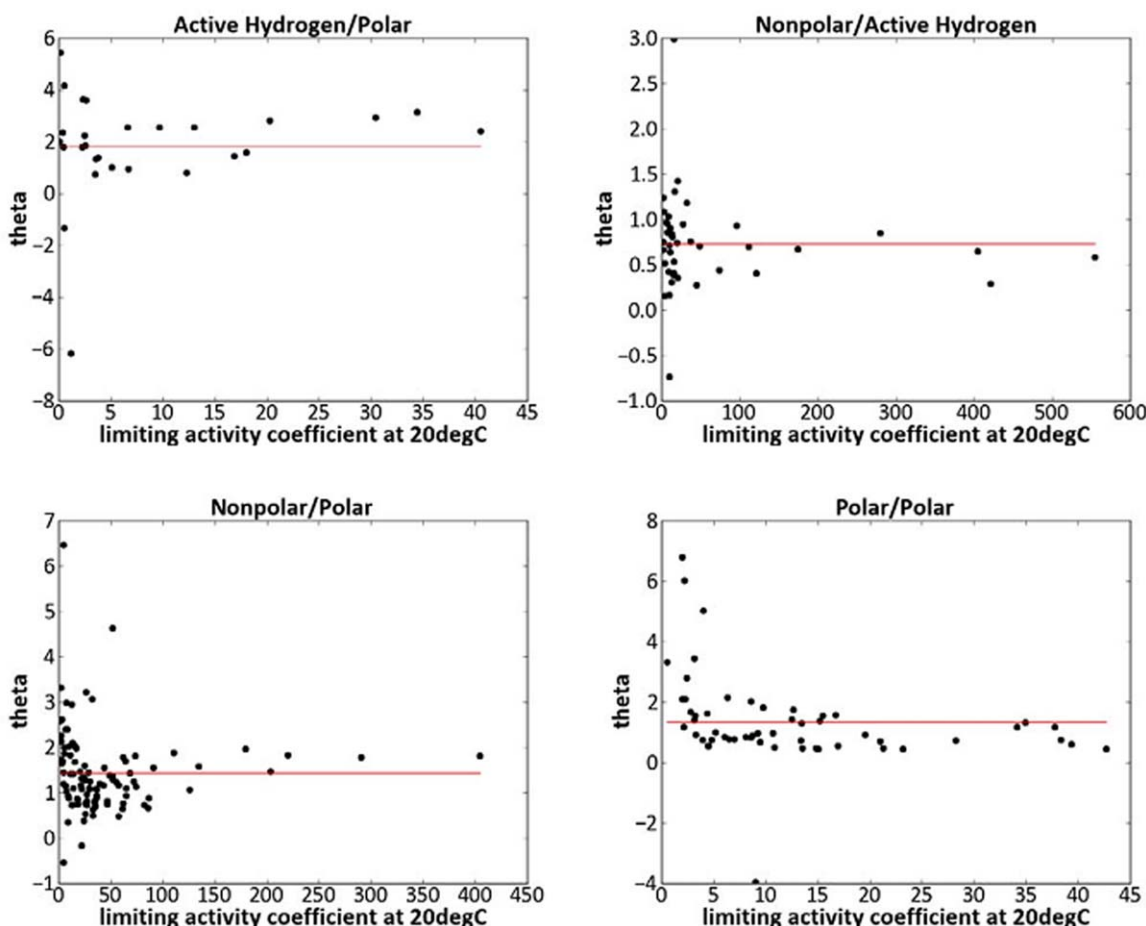 Active Hydrogen/Polar
6
4
2
0
−2
−4
−6
−8
theta
0 5 10 15 20 25 30 35 40 45
limiting activity coefficient at 20degC
Nonpolar/Active Hydrogen
3.0
2.5
2.0
1.5
1.0
0.5
0.0
−0.5
−1.0
theta
0 100 200 300 400 500 600
limiting activity coefficient at 20degC
Nonpolar/Polar
7
6
5
4
3
2
1
0
−1
theta
0 50 100 150 200 250 300 350 400 450
limiting activity coefficient at 20degC
Polar/Polar
8
6
4
2
0
−2
−4
theta
0 5 10 15 20 25 30 35 40 45
limiting activity coefficient at 20degC